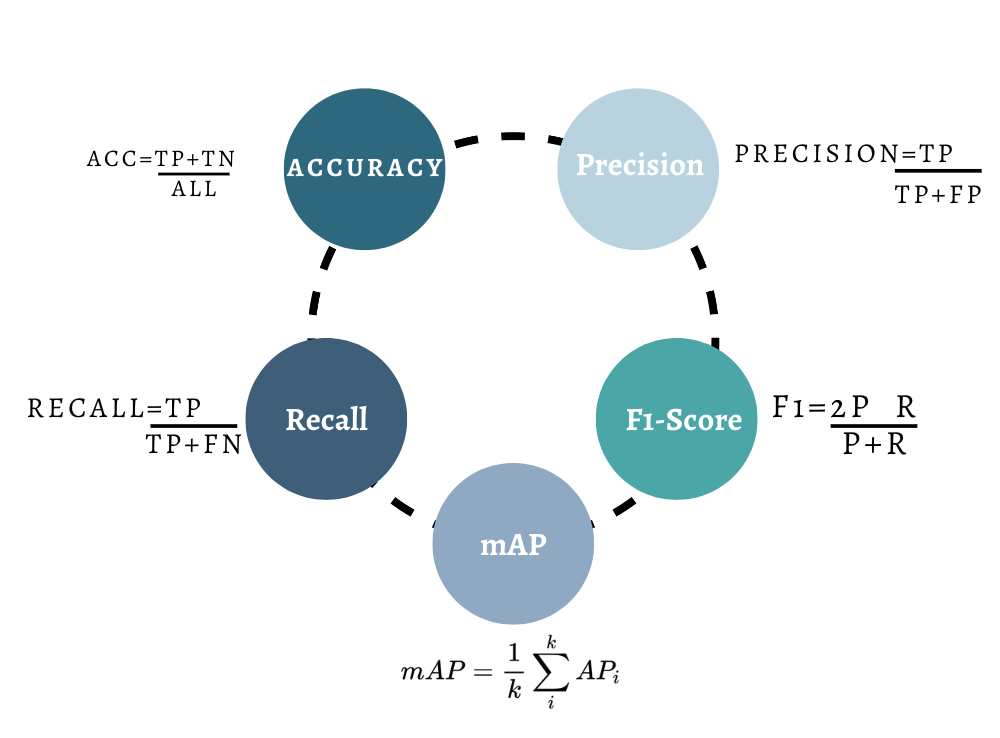 ACCURACY
ACC=TP+TN
ALL
Precision
PRECISION=TP
TP+FP
Recall
RECALL=TP
TP+FN
F1-Score
F1=2P R
P+R
mAP
mAP = 1/k ∑_i^k AP_i